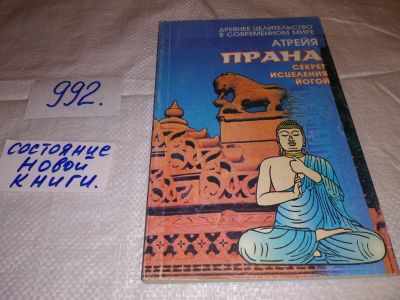 992.
состояние
новой
книги.
ДРЕВНЕЕ ЦЕЛИТЕЛЬСТВО
В СОВРЕМЕННОМ МИРЕ
АТРЕЙЯ
ПРАНА
СЕКРЕТ
ИСЦЕЛЕНИЯ
ЙОГОЙ